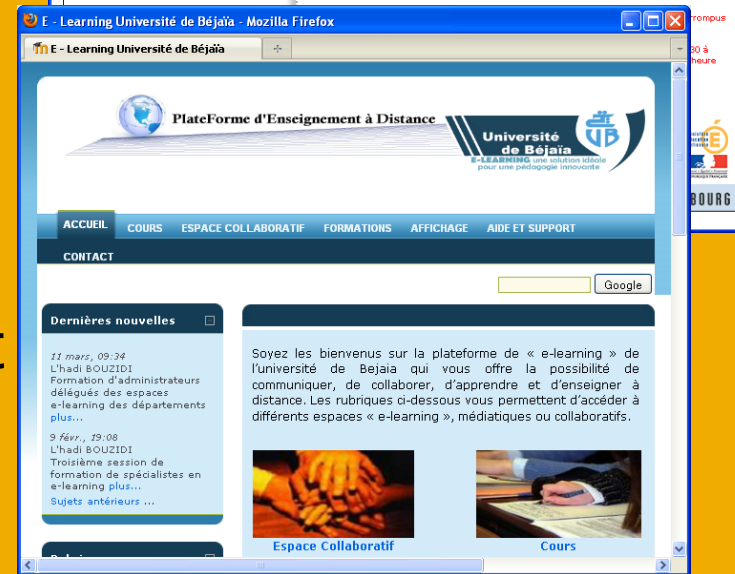 E - Learning Université de Béjaïa - Mozilla Firefox
E - Learning Université de Béjaïa
rrompus
30 à
heure
PlateForme d'Enseignement à Distance
Université
de Béjaïa
E-LEARNING une solution idéale
pour une pédagogie innovante
UB
BOURG
ACCUEIL COURS ESPACE COLLABORATIF FORMATIONS AFFICHAGE AIDE ET SUPPORT
CONTACT
Google
Dernières nouvelles
11 mars, 09:34
L'hadi BOUZIDI
Formation d'administrateurs
délégués des espaces
e-learning des départements
plus...
9 févr., 19:08
L'hadi BOUZIDI
Troisième session de
formation de spécialistes en
e-learning plus...
Sujets antérieurs ...
Soyez les bienvenus sur la plateforme de « e-learning » de
l'université de Bejaia qui vous offre la possibilité de
communiquer, de collaborer, d'apprendre et d'enseigner à
distance. Les rubriques ci-dessous vous permettent d'accéder à
différents espaces « e-learning », médiatiques ou collaboratifs.
Espace Collaboratif
Cours
t